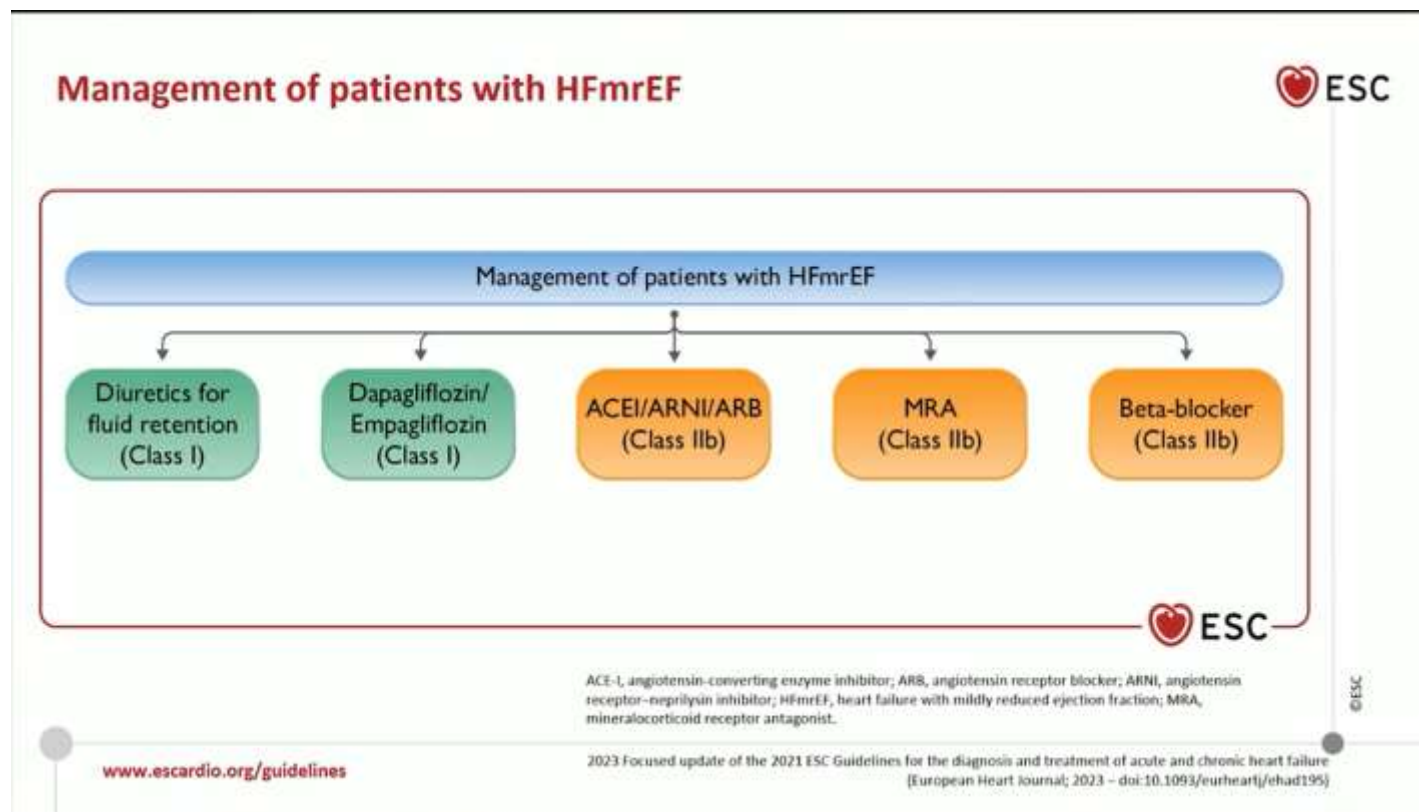 Management of patients with HFmrEF
ESC
Management of patients with HFmrEF
Diuretics for
fluid retention
(Class I)
Dapagliflozin/
Empagliflozin
(Class I)
ACEI/ARNI/ARB
(Class IIb)
MRA
(Class IIb)
Beta-blocker
(Class IIb)
ESC
ACE-I, angiotensin-converting enzyme inhibitor; ARB, angiotensin receptor blocker; ARNI, angiotensin
receptor–neprilysin inhibitor; HFmrEF, heart failure with mildly reduced ejection fraction; MRA,
mineralocorticoid receptor antagonist.
©ESC
www.escardio.org/guidelines
2023 Focused update of the 2021 ESC Guidelines for the diagnosis and treatment of acute and chronic heart failure
(European Heart Journal; 2023 – doi:10.1093/eurheartj/ehad195)